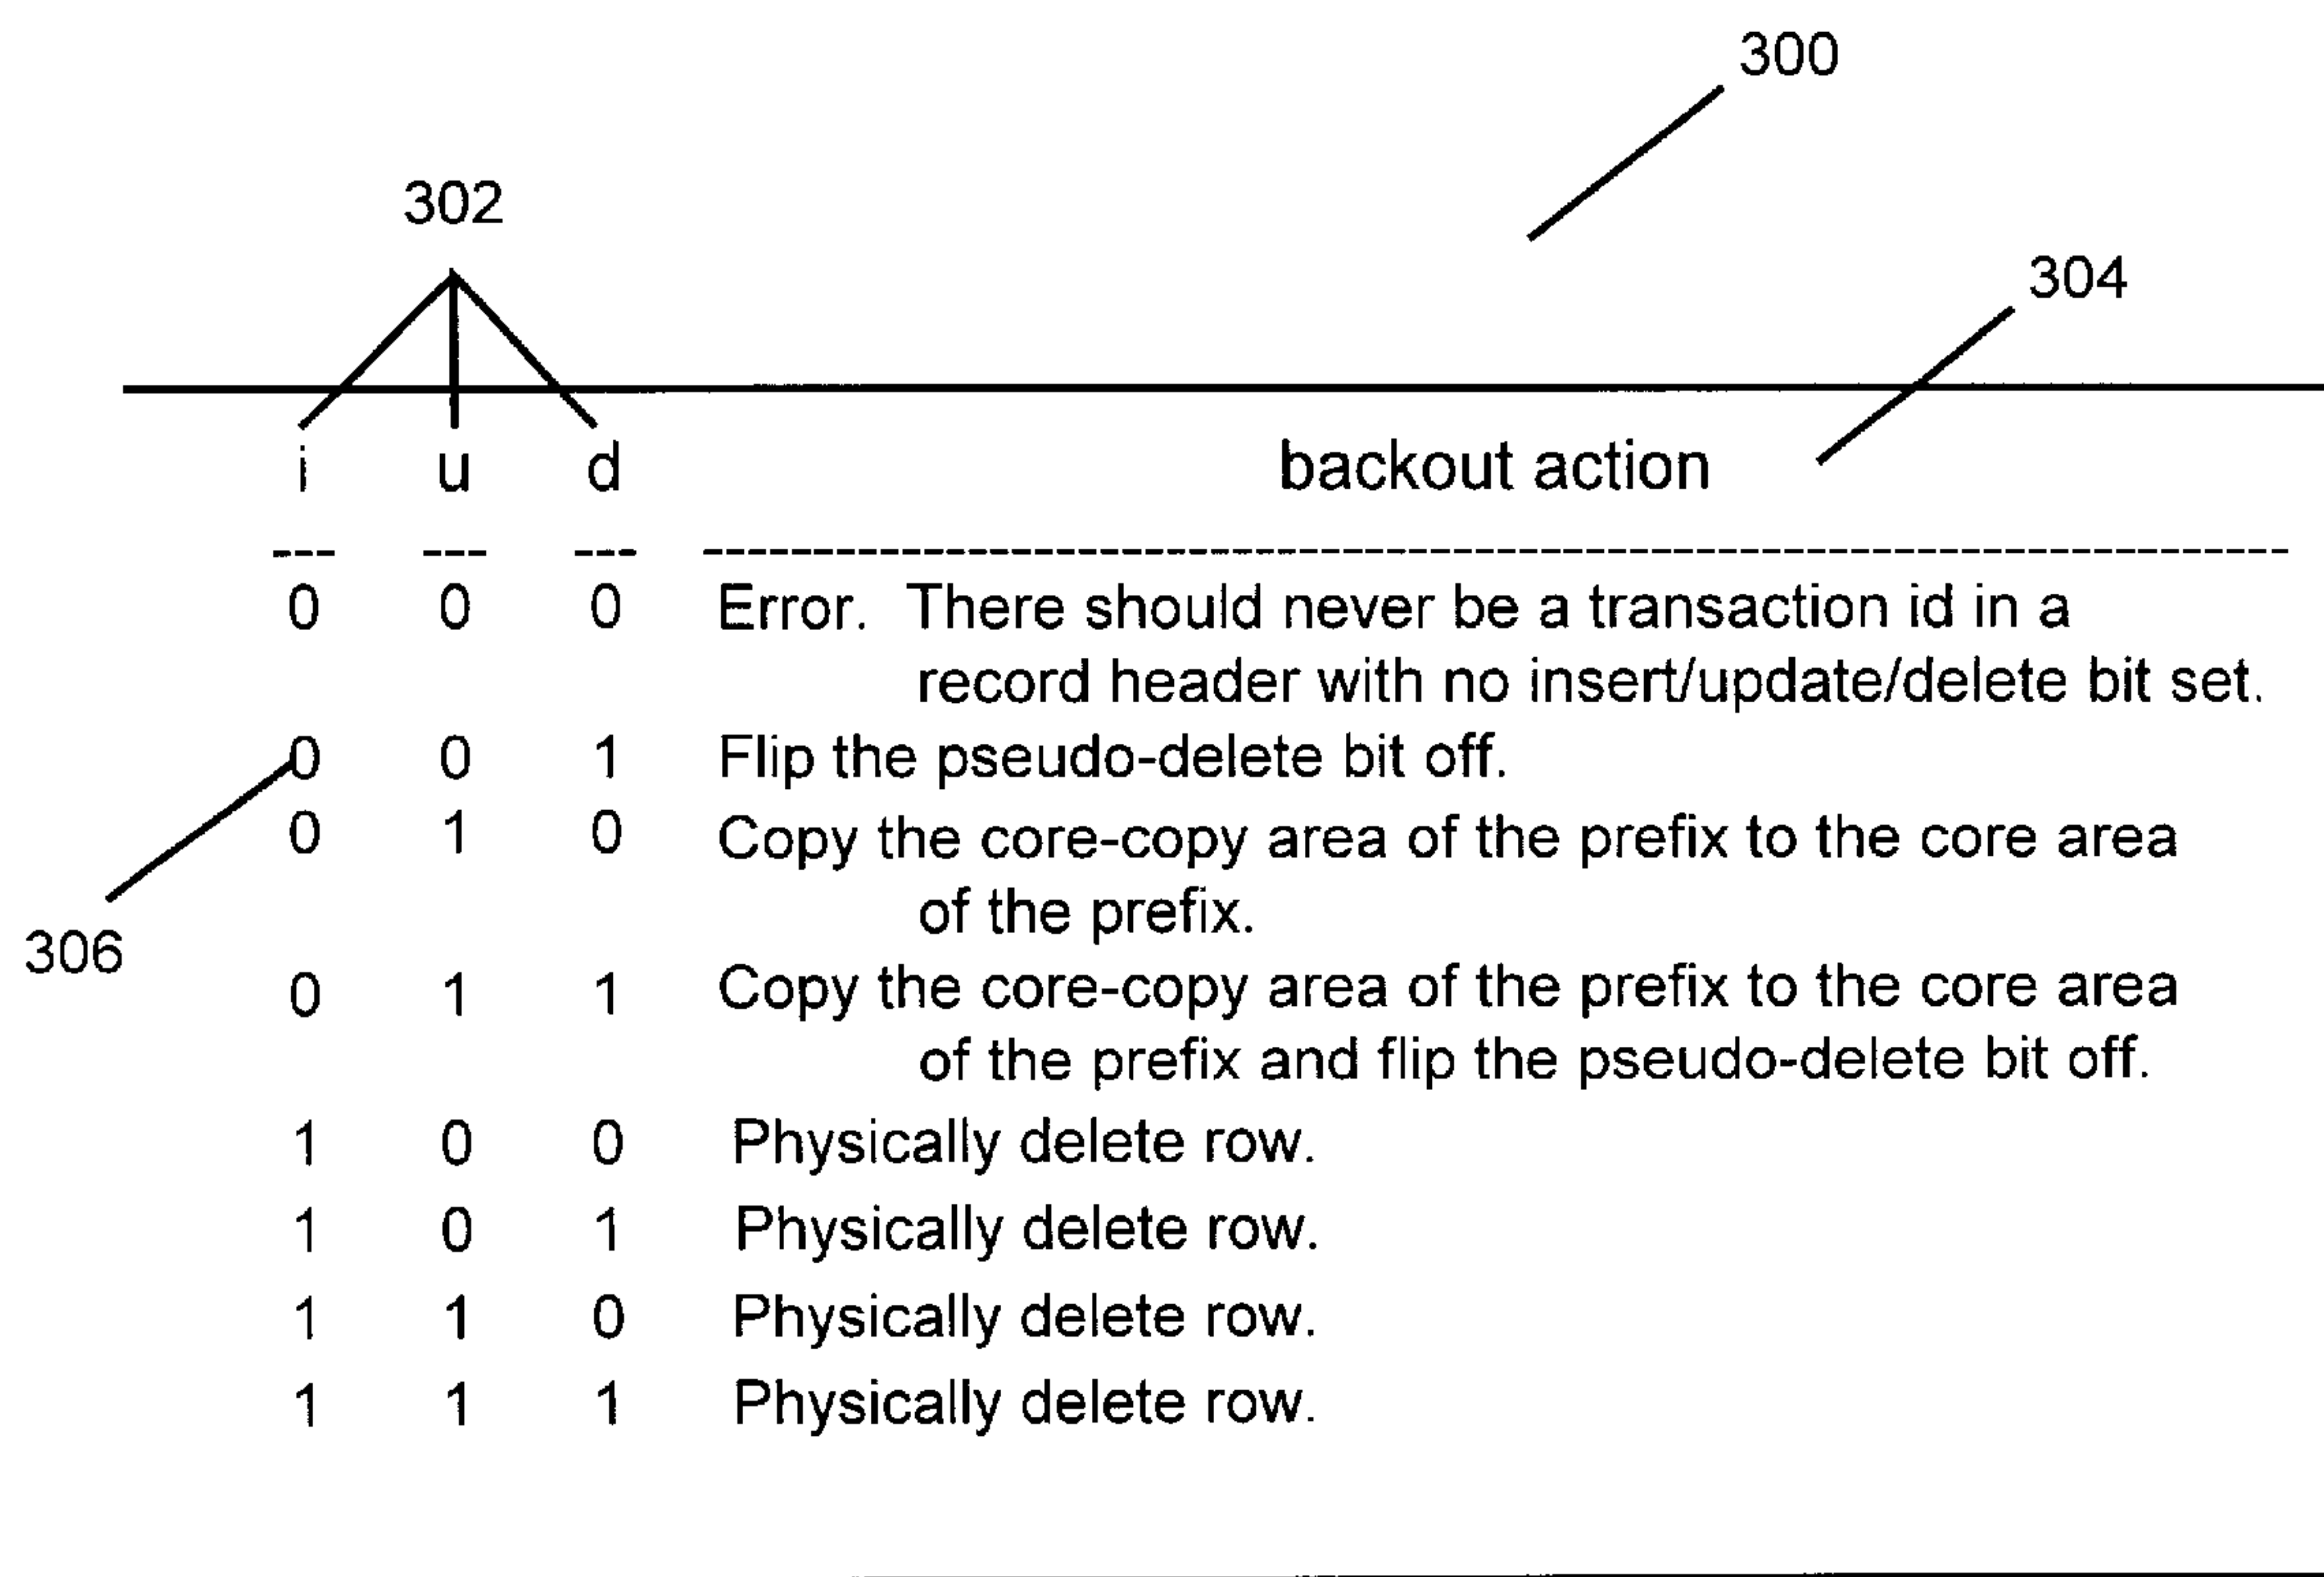 300
302
304
i u d backout action
--- --- --- ---------------------------------------------------------------
0 0 0 Error. There should never be a transaction id in a
record header with no insert/update/delete bit set.
0 0 1 Flip the pseudo-delete bit off.
0 1 0 Copy the core-copy area of the prefix to the core area
of the prefix.
306
0 1 1 Copy the core-copy area of the prefix to the core area
of the prefix and flip the pseudo-delete bit off.
1 0 0 Physically delete row.
1 0 1 Physically delete row.
1 1 0 Physically delete row.
1 1 1 Physically delete row.